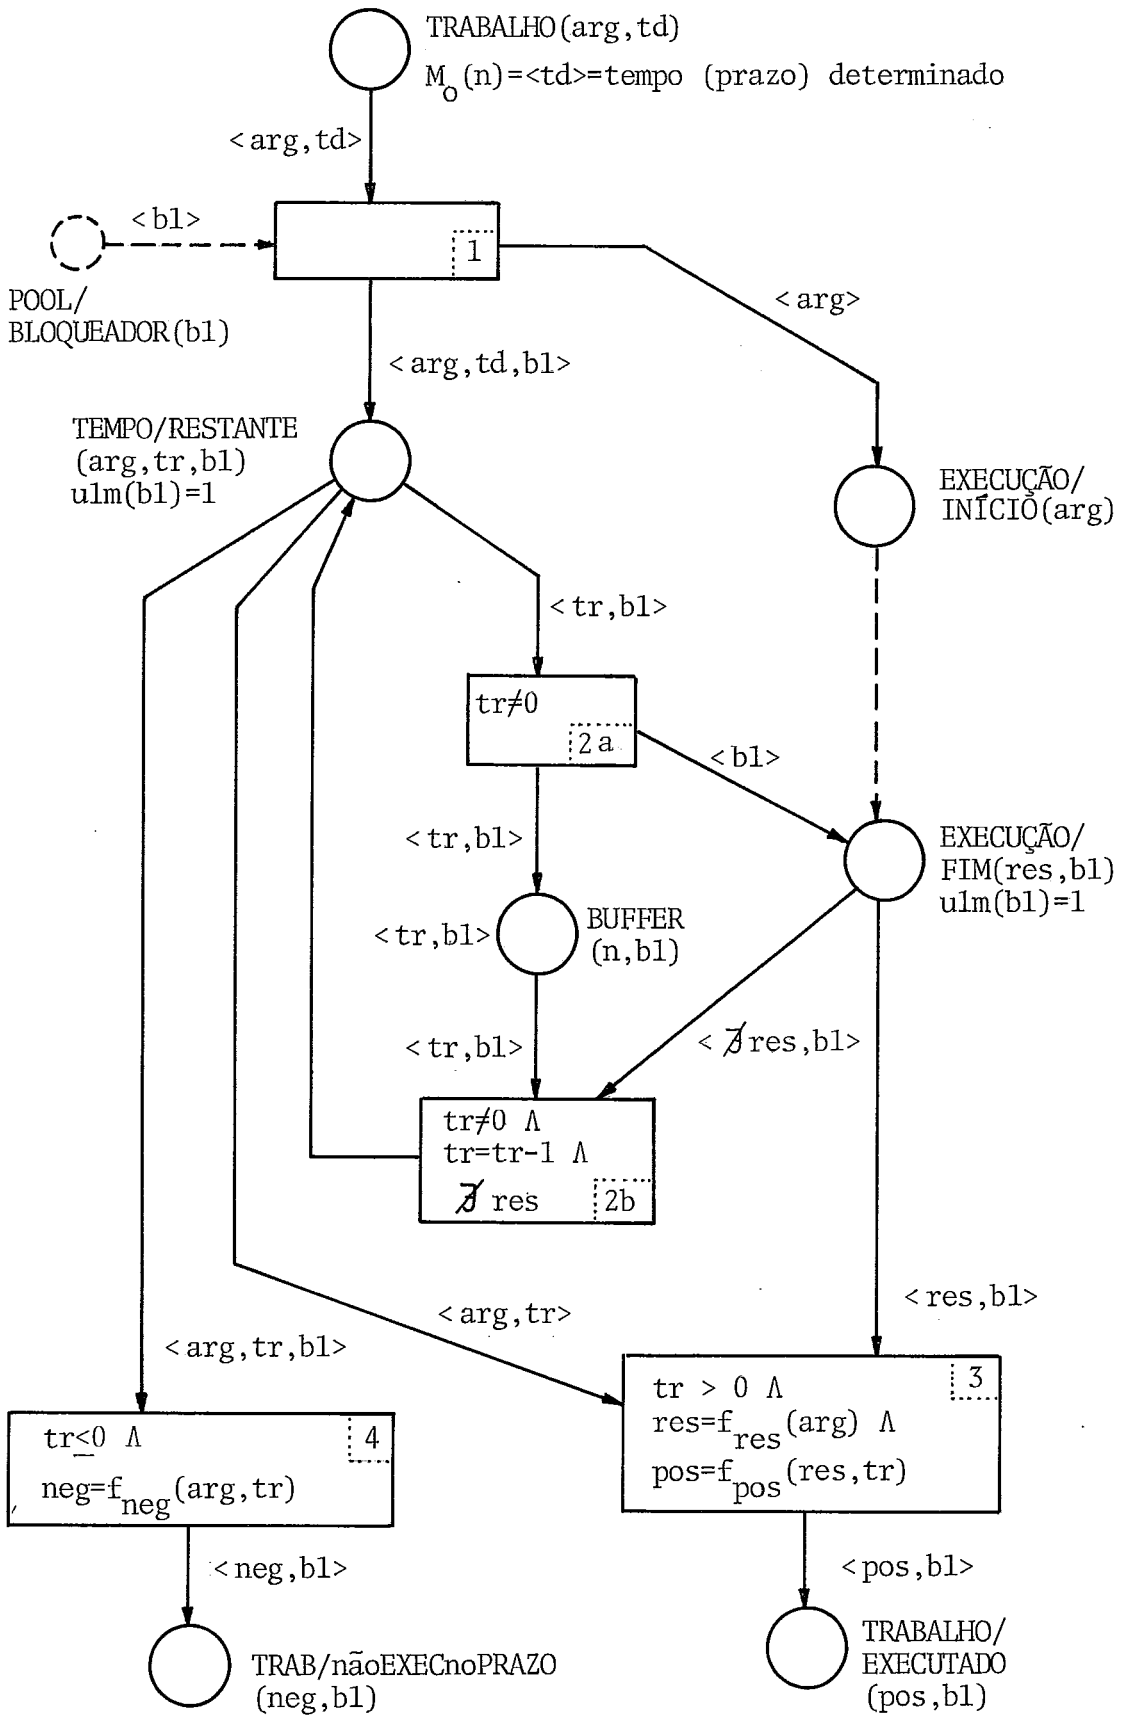 TRABALHO(arg,td)
Mo(n)=<td>=tempo (prazo) determinado
<arg,td>
<bl>
1
POOL/
BLOQUEADOR(bl)
<arg>
<arg,td,bl>
TEMPO/RESTANTE
(arg,tr,bl)
ulm(bl)=1
EXECUÇÃO/
INÍCIO(arg)
<tr,bl>
tr≠0
2a
<bl>
<tr,bl>
EXECUÇÃO/
FIM(res,bl)
ulm(bl)=1
<tr,bl>
BUFFER
(n,bl)
<tr,bl>
<∄res,bl>
tr≠0 Λ
tr=tr-1 Λ
∄ res
2b
<res,bl>
<arg,tr>
<arg,tr,bl>
3
tr > 0 Λ
res=fres(arg) Λ
pos=fpos(res,tr)
tr≤0 Λ
4
neg=fneg(arg,tr)
<neg,bl>
<pos,bl>
TRAB/nãoEXECnoPRAZO
(neg,bl)
TRABALHO/
EXECUTADO
(pos,bl)